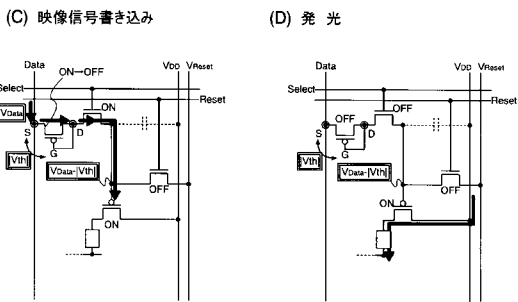 (C) 映像信号書き込み
Data
VDD VReset
ON→OFF
Select
Reset
VData
ON
S
D
G
|Vth|
VData-|Vth|
OFF
ON
(D) 発 光
Data
VDD VReset
Select
Reset
OFF
OFF
S
D
G
|Vth|
VData-|Vth|
OFF
ON